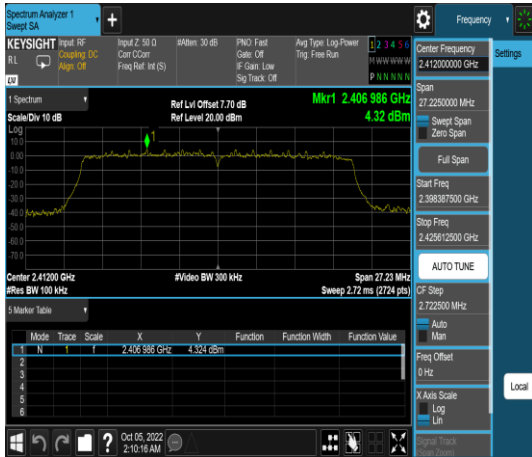 Spectrum Analyzer 1
Swept SA
+
Frequency
KEYSIGHT
RL
LXI
Input: RF
Coupling: DC
Align: Off
Input Z: 50 Ω
Corr CCorr
Freq Ref: Int (S)
#Atten: 30 dB
PNO: Fast
Gate: Off
IF Gain: Low
Sig Track: Off
Avg Type: Log-Power
Trig: Free Run
1 2 3 4 5 6
M W W W W W
P N N N N N
1 Spectrum
Scale/Div 10 dB
Ref Lvl Offset 7.70 dB
Ref Level 20.00 dBm
Mkr1 2.406 986 GHz
4.32 dBm
Log
1
10.0
0.00
-10.0
-20.0
-30.0
-40.0
-50.0
-60.0
-70.0
Center 2.41200 GHz
#Res BW 100 kHz
#Video BW 300 kHz
Span 27.23 MHz
Sweep 2.72 ms (2724 pts)
5 Marker Table
Mode Trace Scale X Y Function Function Width Function Value
1 N 1 f 2.406 986 GHz 4.324 dBm
2
3
4
5
6
?
Oct 05, 2022
2:10:16 AM
Center Frequency
2.412000000 GHz
Span
27.2250000 MHz
Swept Span
Zero Span
Full Span
Start Freq
2.398387500 GHz
Stop Freq
2.425612500 GHz
AUTO TUNE
CF Step
2.722500 MHz
Auto
Man
Freq Offset
0 Hz
X Axis Scale
Log
Lin
Signal Track
(Span Zoom)
Settings
Local